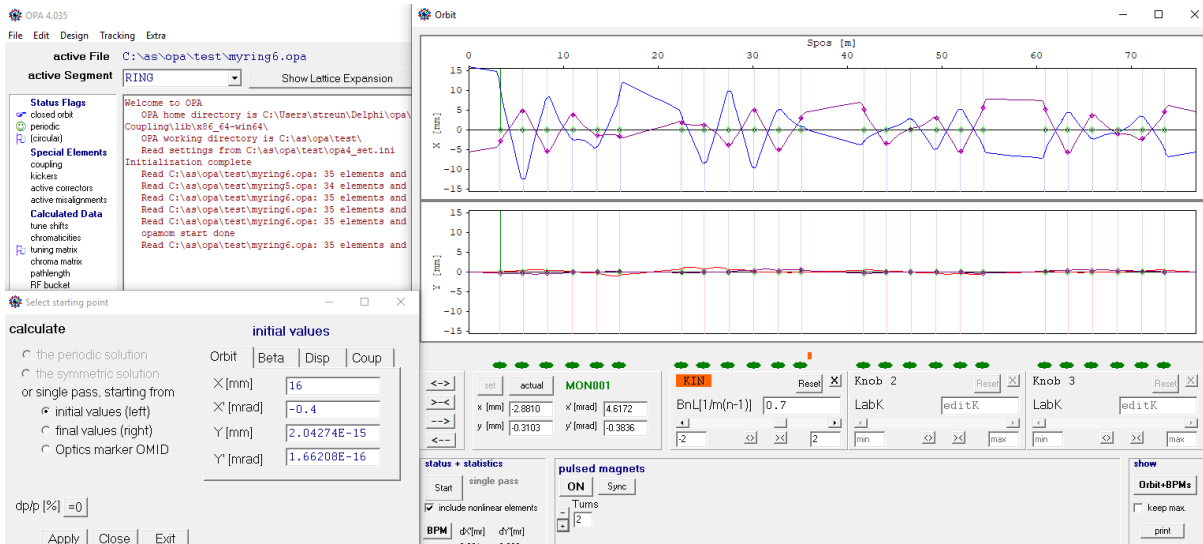 OPA 4.035
File Edit Design Tracking Extra
active File C:\as\opa\test\myring6.opa
active Segment RING Show Lattice Expansion
Status Flags
closed orbit
periodic
(circular)
Special Elements
coupling
kickers
active correctors
active misalignments
Calculated Data
tune shifts
chromaticities
tuning matrix
chroma matrix
pathlength
RF bucket
Welcome to OPA
OPA home directory is C:\Users\streun\Delphi\opa\
Coupling\lib\x86_64-win64\
OPA working directory is C:\as\opa\test\
Read settings from C:\as\opa\test\opa4_set.ini
Initialization complete
Read C:\as\opa\test\myring6.opa: 35 elements and
Read C:\as\opa\test\myring5.opa: 34 elements and
Read C:\as\opa\test\myring6.opa: 35 elements and
Read C:\as\opa\test\myring6.opa: 35 elements and
Read C:\as\opa\test\myring6.opa: 35 elements and
opamom start done
Read C:\as\opa\test\myring6.opa: 35 elements and
Select starting point
calculate
the periodic solution
the symmetric solution
or single pass, starting from
initial values (left)
final values (right)
Optics marker OMID
dp/p [%] =0
Apply Close Exit
initial values
Orbit Beta Disp Coup
X [mm] 16
X' [mrad] -0.4
Y [mm] 2.04274E-15
Y' [mrad] 1.66208E-16
Orbit
Spos [m]
0 10 20 30 40 50 60 70
X [mm]
15
10
5
0
-5
-10
-15
Y [mm]
15
10
5
0
-5
-10
-15
<->
>-<
-->
<--
set actual MON001
x [mm] -2.8810 x' [mrad] 4.6172
y [mm] -0.3103 y' [mrad] -0.3836
KIN Reset X
BnL[1/m(n-1)] 0.7
-2 <> >< 2
Knob 2 Reset X
LabK editK
min <> >< max
Knob 3 Reset X
LabK editK
min <> >< max
status + statistics
Start single pass
include nonlinear elements
BPM dX'[mr] dY'[mr]
pulsed magnets
ON Sync
Turns
- 2
+
show
Orbit+BPMs
keep max.
print